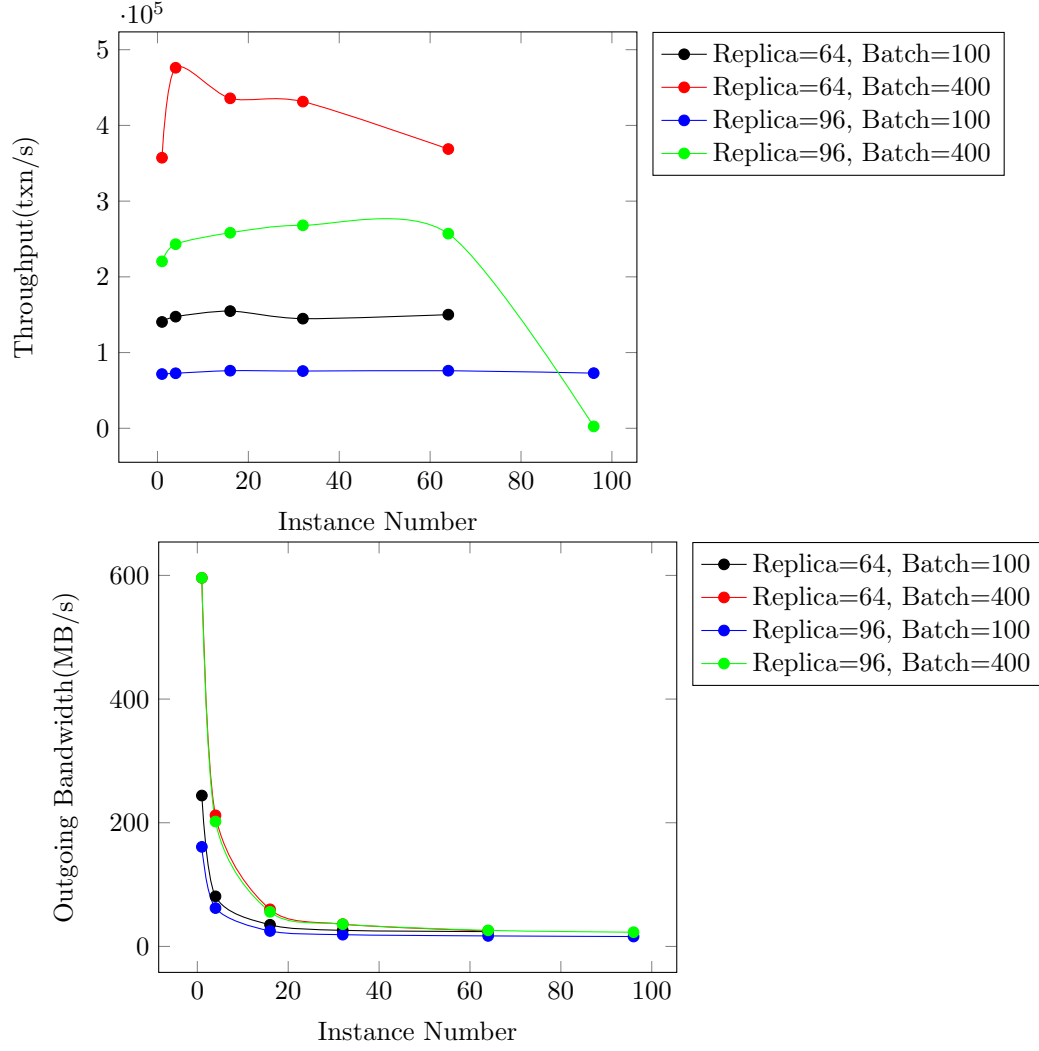 ·10^5
5
4
3
2
1
0
Throughput(txn/s)
0 20 40 60 80 100
Instance Number
Replica=64, Batch=100
Replica=64, Batch=400
Replica=96, Batch=100
Replica=96, Batch=400
600
400
200
0
Outgoing Bandwidth(MB/s)
0 20 40 60 80 100
Instance Number
Replica=64, Batch=100
Replica=64, Batch=400
Replica=96, Batch=100
Replica=96, Batch=400